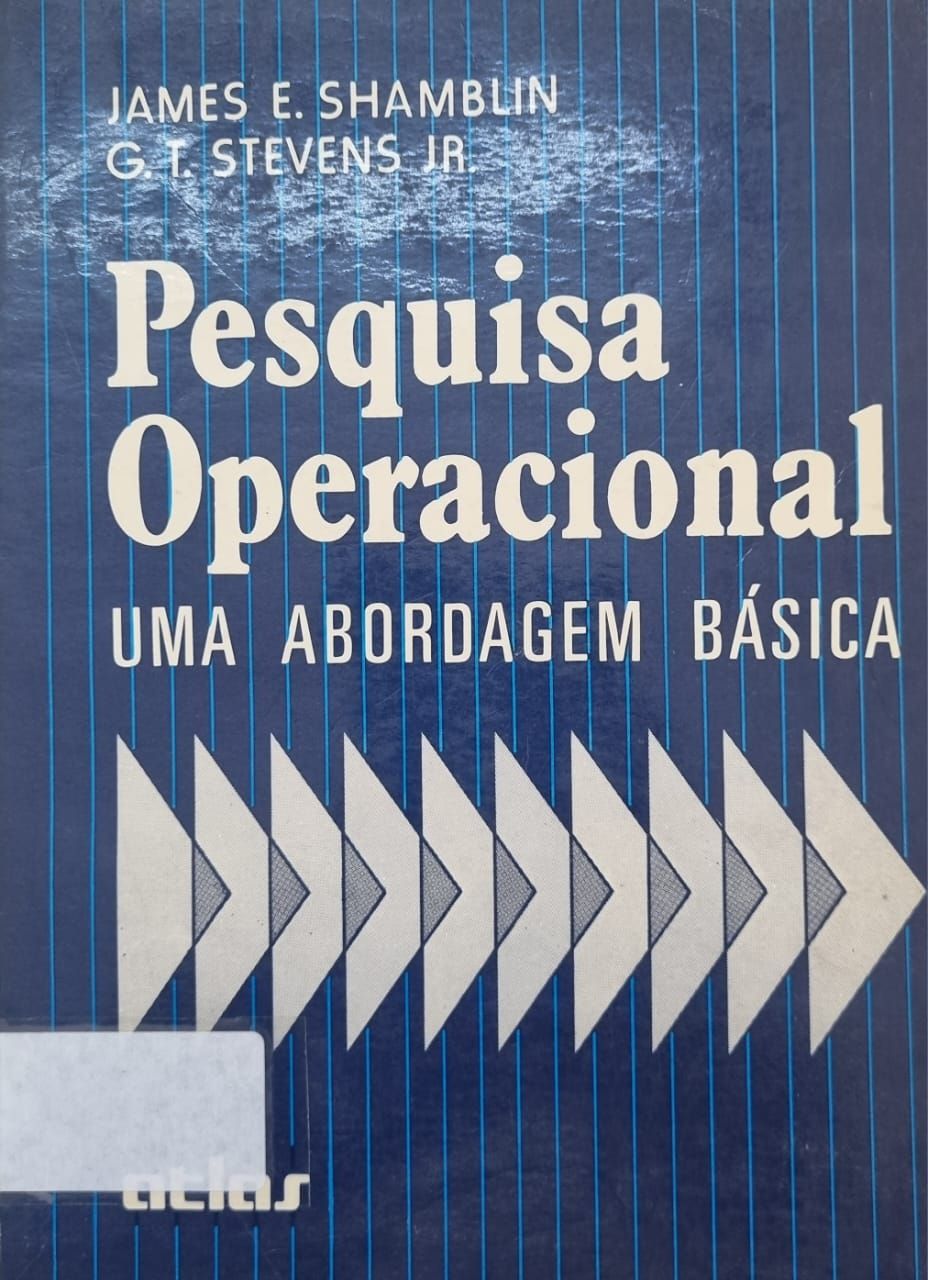 JAMES E. SHAMBLIN
G. T. STEVENS JR.
Pesquisa
Operacional
UMA ABORDAGEM BÁSICA
atlas